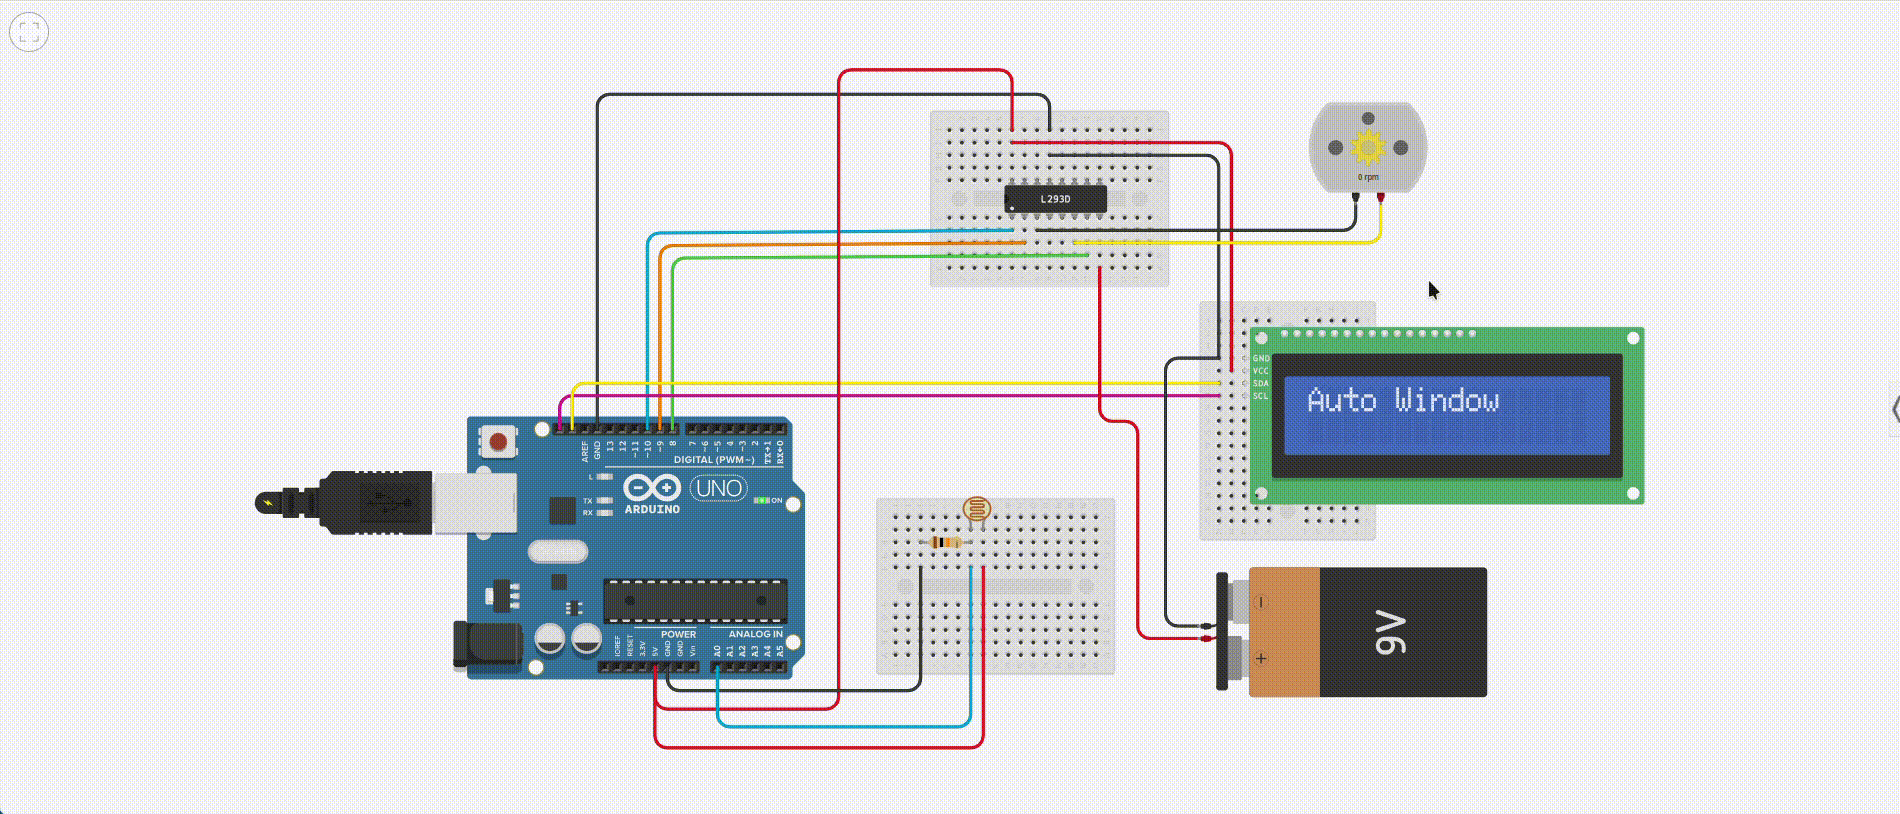 L293D
0 rpm
GND
VCC
SDA
SCL
Auto Window
AREF
GND
13
12
~11
~10
~9
8
7
~6
~5
4
~3
2
TX→1
RX←0
DIGITAL (PWM~)
L
TX
RX
ARDUINO
UNO
ON
POWER
ANALOG IN
IOREF
RESET
3.3V
5V
GND
GND
Vin
A0
A1
A2
A3
A4
A5
9V